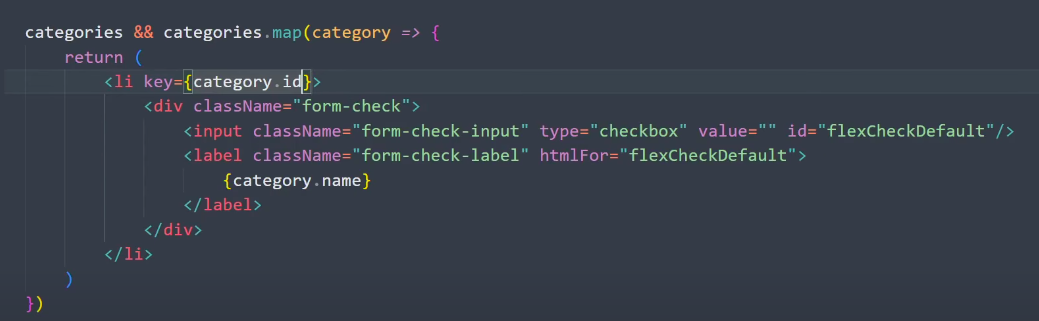 categories && categories.map(category => {
return (
<li key={category.id}>
<div className="form-check">
<input className="form-check-input" type="checkbox" value="" id="flexCheckDefault"/>
<label className="form-check-label" htmlFor="flexCheckDefault">
{category.name}
</label>
</div>
</li>
)
})